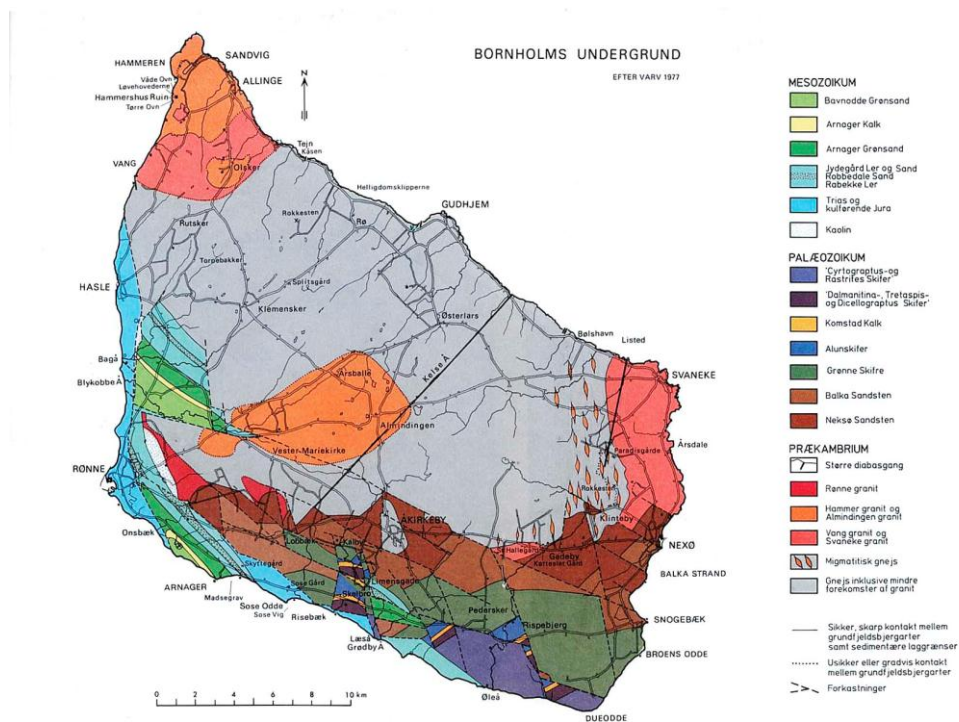 BORNHOLMS UNDERGRUND
EFTER VARV 1977
N
HAMMEREN
SANDVIG
ALLINGE
Våde Ovn
Løvehovederne
Hammershus Ruin
Tørre Ovn
VANG
Olsker
Tejn
Kåsen
Helligdomsklipperne
GUDHJEM
Rutsker
Rokkesten
Rø
Torpebakker
Splitsgård
HASLE
Klemensker
Østerlars
Bølshavn
Listed
SVANEKE
Bagå
Blykobbe Å
Årsballe
Kelse Å
Almindingen
Vester-Mariekirke
Paradisgårde
Årsdale
RØNNE
Rokkesten
Klinteby
NEXØ
ÅKIRKEBY
Onsbæk
Lobbæk
Kalby
Hallegård
Gadeby
Skyttegård
Limensgade
BALKA STRAND
ARNAGER
Madsegrav
Sose Gård
Skelbro
Sose Odde
Sose Vig
Risebæk
Pedersker
Rispebjerg
SNOGEBÆK
Læså
Grødby Å
BROENS ODDE
Øleå
DUEODDE
0 2 4 6 8 10 km
MESOZOIKUM
Bavnodde Grønsand
Arnager Kalk
Arnager Grønsand
Jydegård Ler og Sand
Robbedale Sand
Rabekke Ler
Trias og
kulførende Jura
Kaolin
PALÆOZOIKUM
'Cyrtograptus-og
Rastrites Skifer'
'Dalmanitina-, Tretaspis-
og Dicellograptus Skifer'
Komstad Kalk
Alunskifer
Grønne Skifre
Balka Sandsten
Neksø Sandsten
PRÆKAMBRIUM
Større diabasgang
Rønne granit
Hammer granit og
Almindingen granit
Vang granit og
Svaneke granit
Migmatitisk gnejs
Gnejs inklusive mindre
forekomster af granit
Sikker, skarp kontakt mellem
grundfjeldsbjergarter
samt sedimentære laggrænser
Usikker eller gradvis kontakt
mellem grundfjeldsbjergarter
Forkastninger